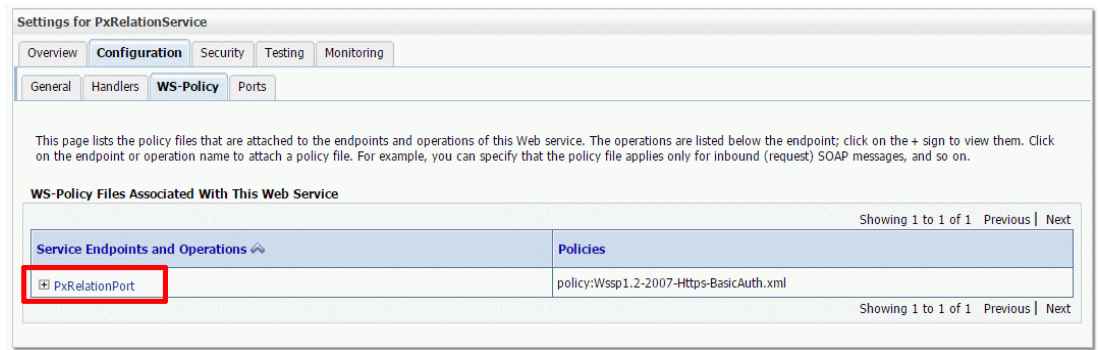 Settings for PxRelationService
Overview Configuration Security Testing Monitoring
General Handlers WS-Policy Ports
This page lists the policy files that are attached to the endpoints and operations of this Web service. The operations are listed below the endpoint; click on the + sign to view them. Click
on the endpoint or operation name to attach a policy file. For example, you can specify that the policy file applies only for inbound (request) SOAP messages, and so on.
WS-Policy Files Associated With This Web Service
Showing 1 to 1 of 1 Previous | Next
Service Endpoints and Operations Policies
PxRelationPort policy:Wssp1.2-2007-Https-BasicAuth.xml
Showing 1 to 1 of 1 Previous | Next